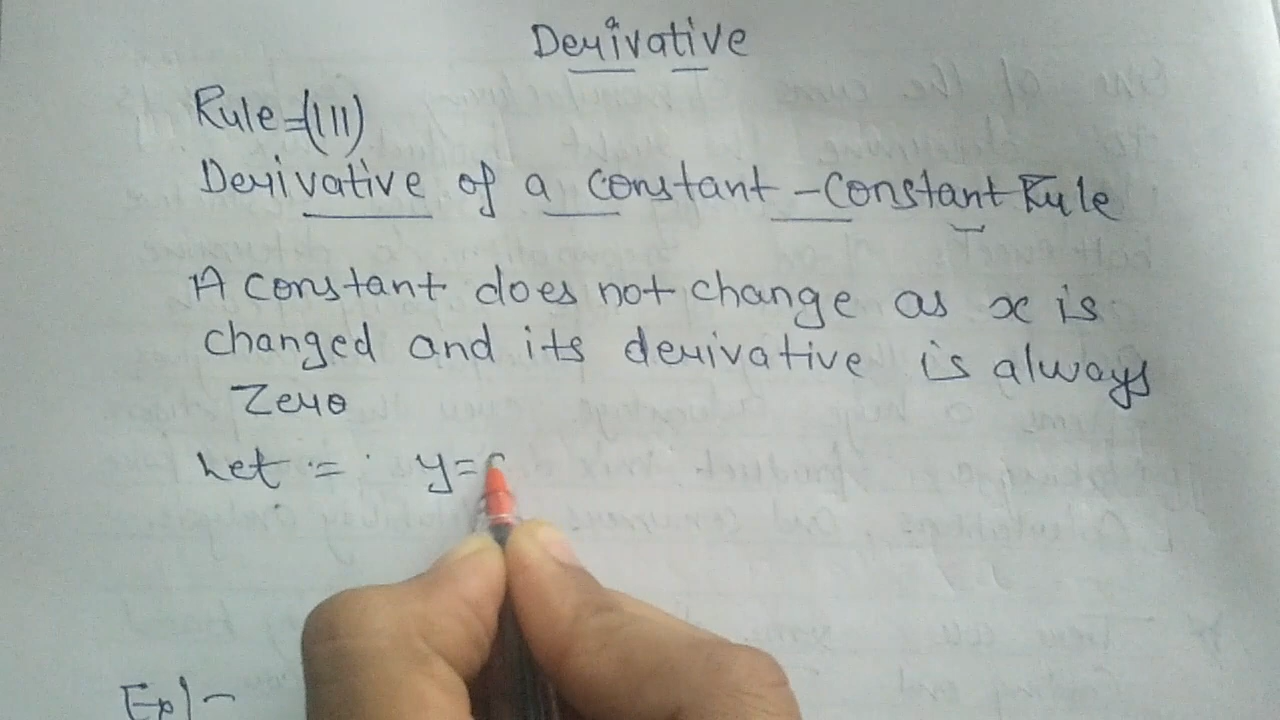 Derivative
Rule=(III)
Derivative of a constant - Constant Rule
A constant does not change as x is
changed and its derivative is always
Zero
Let := y=
Ex)-